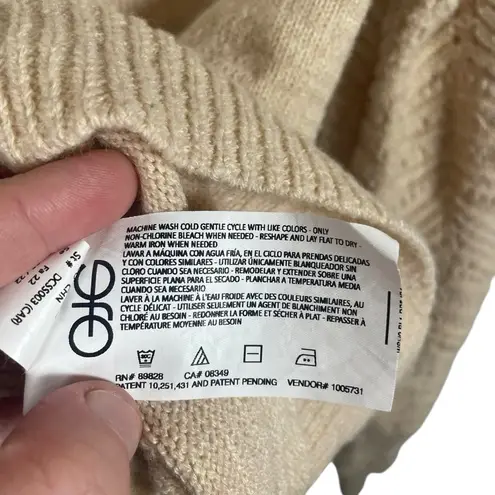 MACHINE WASH COLD GENTLE CYCLE WITH LIKE COLORS - ONLY
NON-CHLORINE BLEACH WHEN NEEDED - RESHAPE AND LAY FLAT TO DRY -
WARM IRON WHEN NEEDED
LAVAR A MÁQUINA CON AGUA FRÍA, EN EL CICLO PARA PRENDAS DELICADAS
Y CON COLORES SIMILARES - UTILIZAR ÚNICAMENTE BLANQUEADOR SIN
CLORO CUANDO SEA NECESARIO - REMODELAR Y EXTENDER SOBRE UNA
SUPERFICIE PLANA PARA EL SECADO - PLANCHAR A TEMPERATURA MEDIA
CUANDO SEA NECESARIO
LAVER À LA MACHINE À L'EAU FROIDE AVEC DES COULEURS SIMILAIRES, AU
CYCLE DÉLICAT - UTILISER SEULEMENT UN AGENT DE BLANCHIMENT NON
CHLORÉ AU BESOIN - REDONNER LA FORME ET SÉCHER À PLAT - REPASSER À
TEMPÉRATURE MOYENNE AU BESOIN
RN# 89828 CA# 08349
PATENT 10,251,431 AND PATENT PENDING VENDOR# 1005731
DCSS003 (CAR)
Fa 22